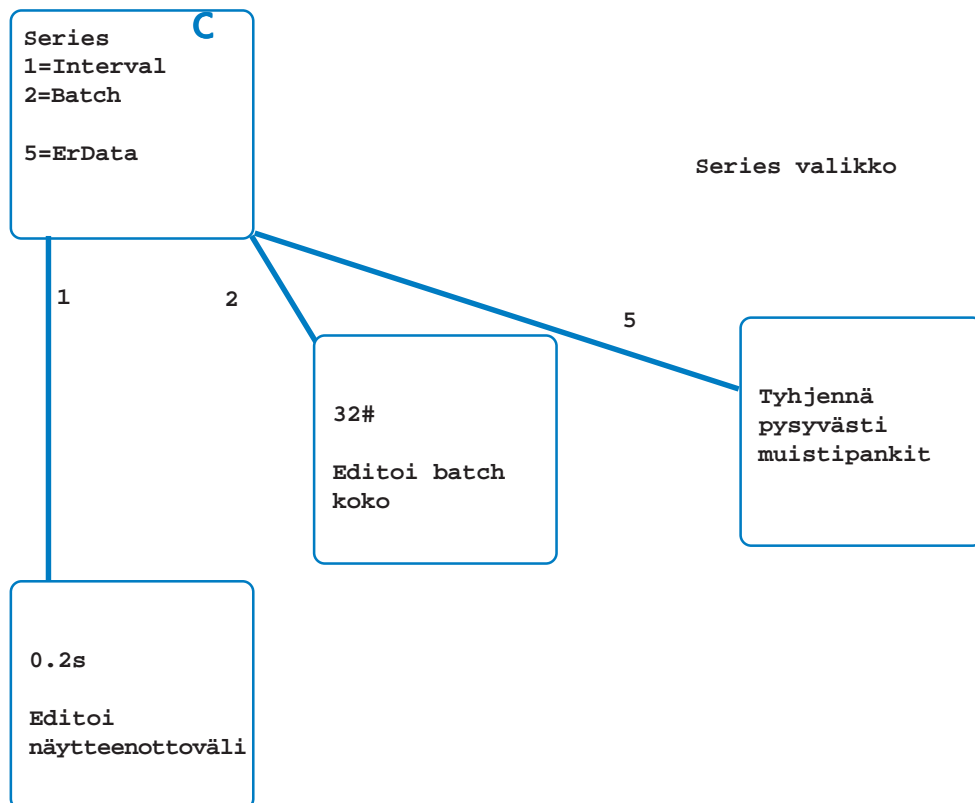 C
Series
1=Interval
2=Batch
5=ErData
Series valikko
1
2
5
32#
Editoi batch
koko
Tyhjennä
pysyvästi
muistipankit
0.2s
Editoi
näytteenottoväli